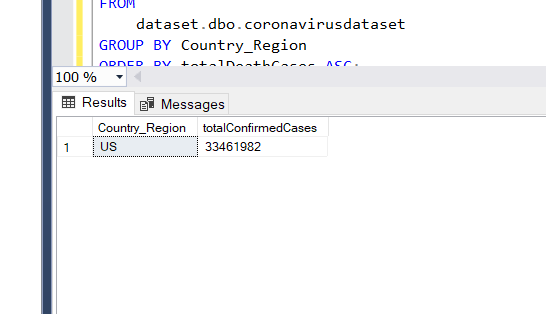 FROM
dataset.dbo.coronavirusdataset
GROUP BY Country_Region
ORDER BY totalDeathCases ASC;
100 %
Results Messages
Country_Region totalConfirmedCases
1 US 33461982